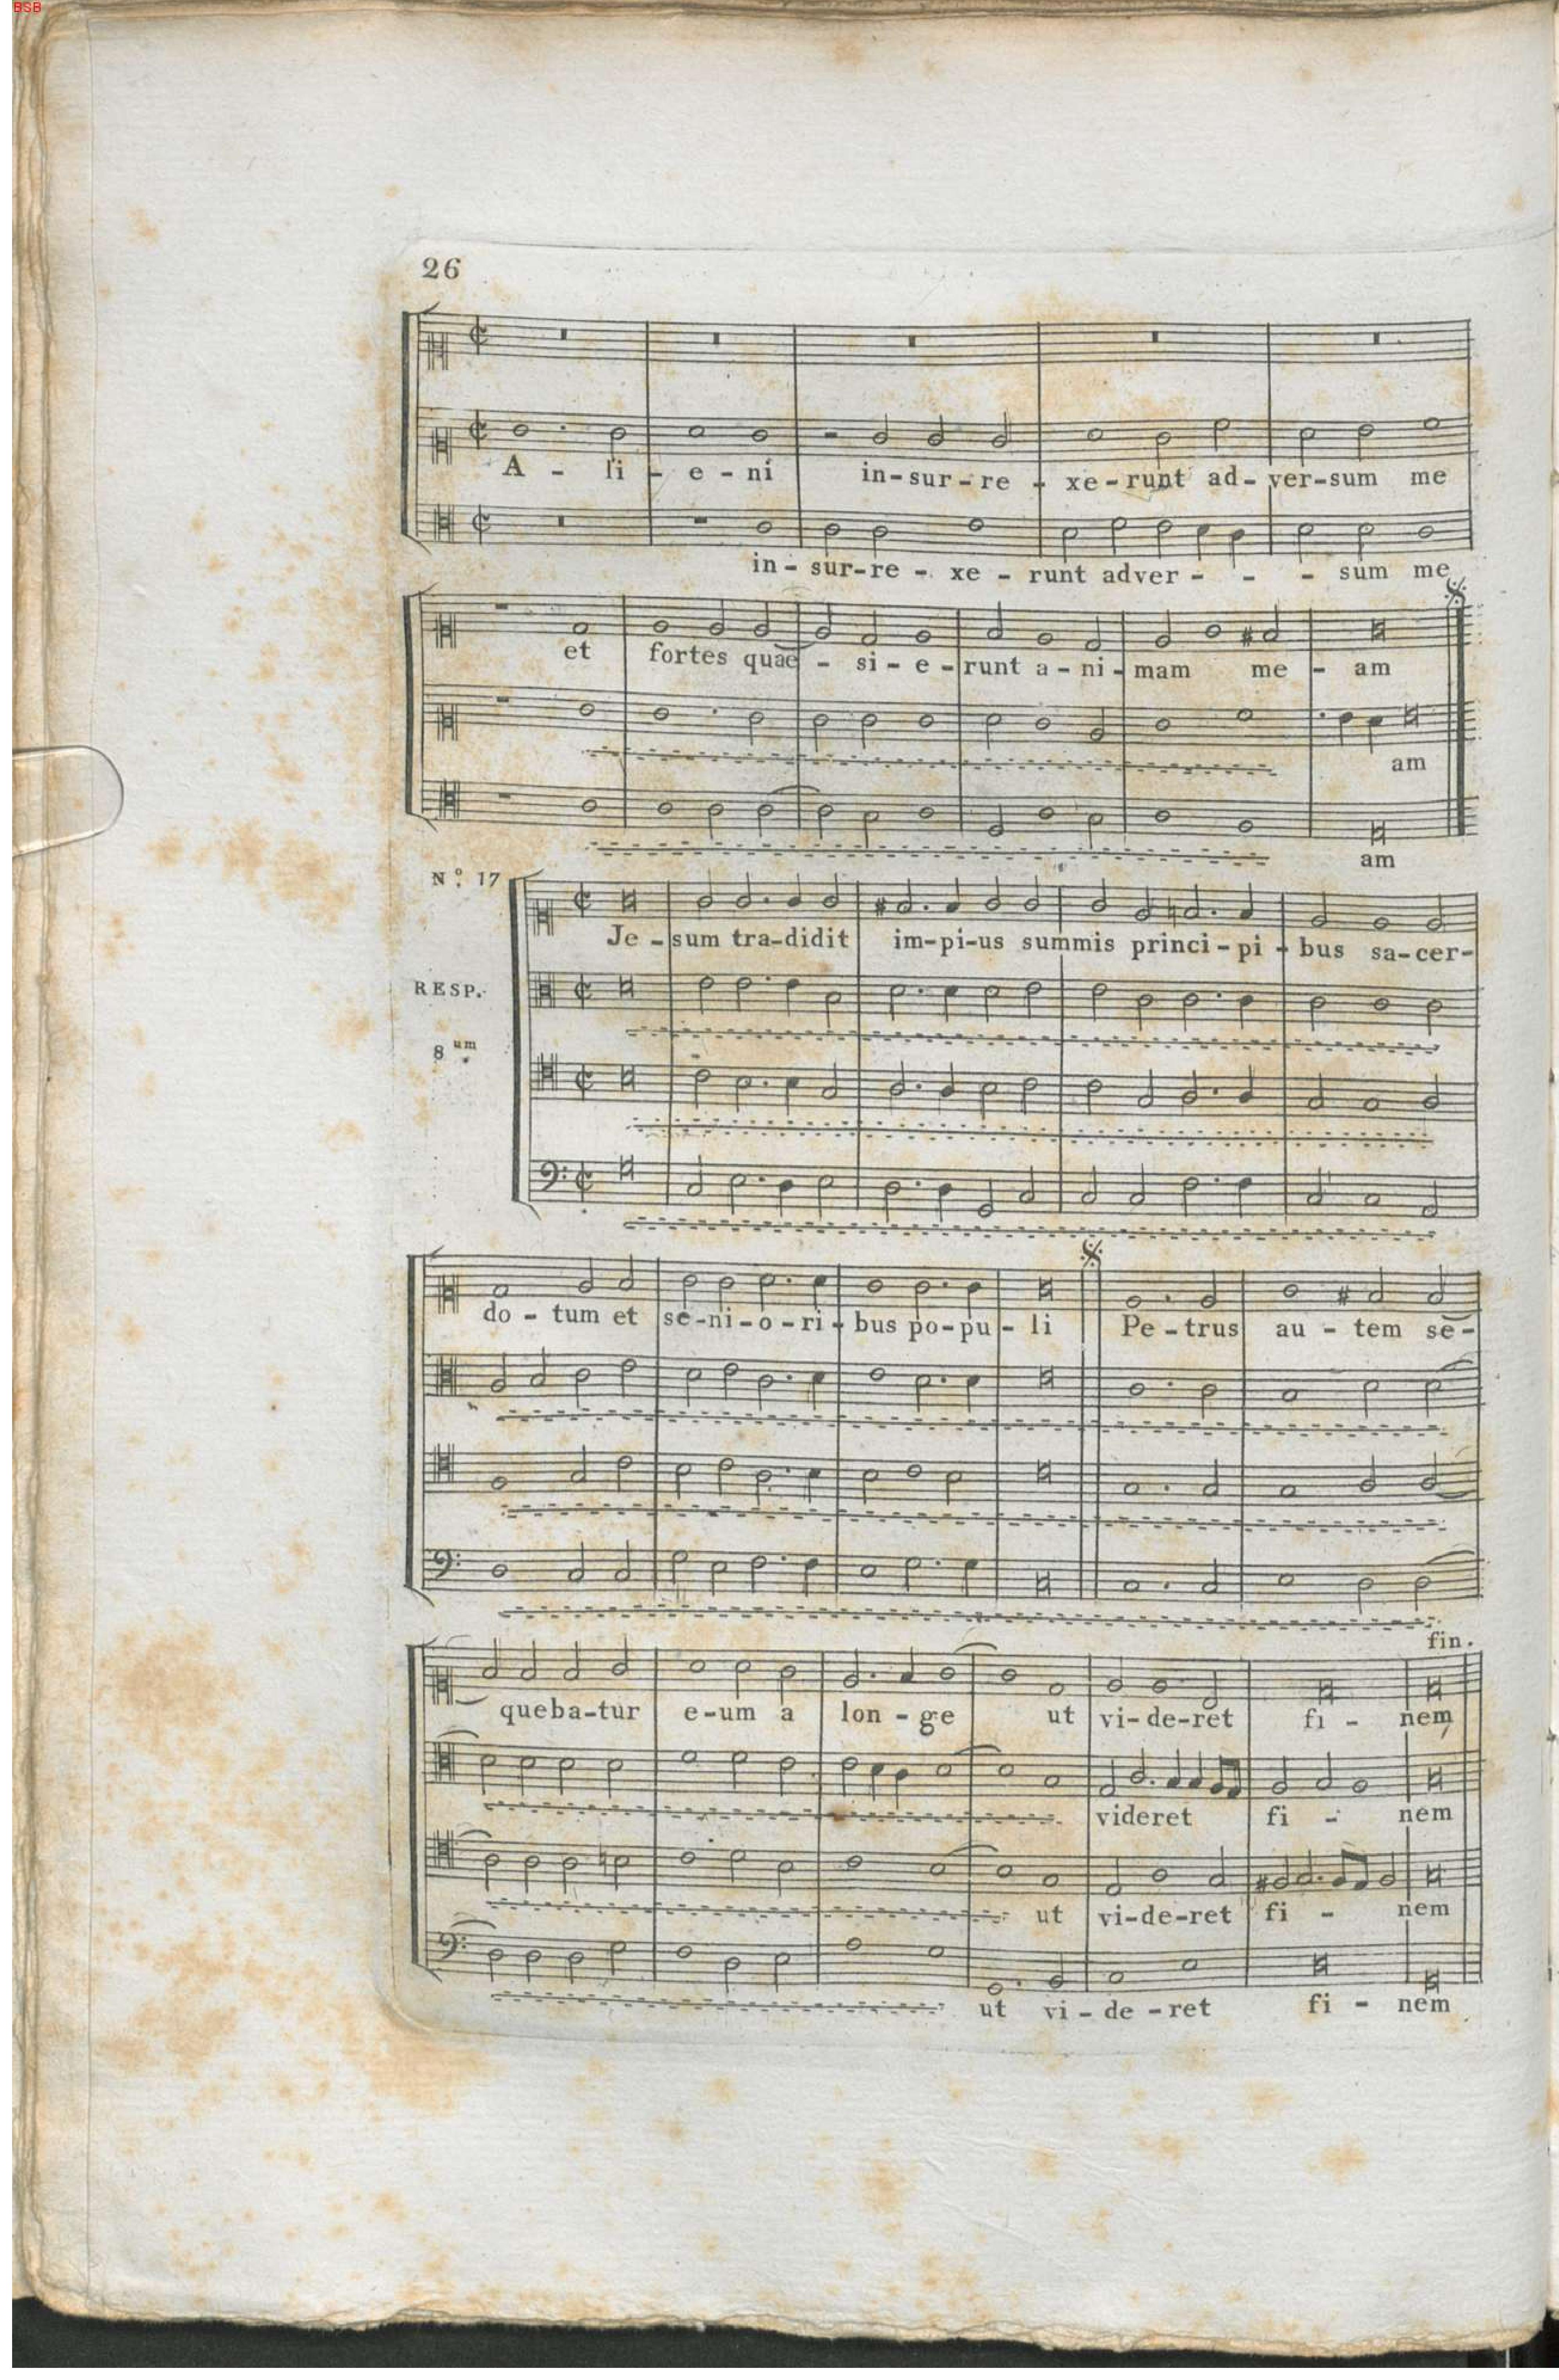 BSB
26
A - li - e - ni in - sur - re - xe - runt ad - ver - sum me
in - sur - re - xe - runt adver - - - sum me
et fortes quae - si - e - runt a - ni - mam me - am
am
am
N.º 17
Je - sum tra - didit im - pi - us summis princi - pi - bus sa - cer -
RESP.
8um
do - tum et se - ni - o - ri - bus po - pu - li Pe - trus au - tem se -
fin.
queba - tur e - um a lon - ge ut vi - de - ret fi - nem
videret fi - nem
ut vi - de - ret fi - nem
ut vi - de - ret fi - nem